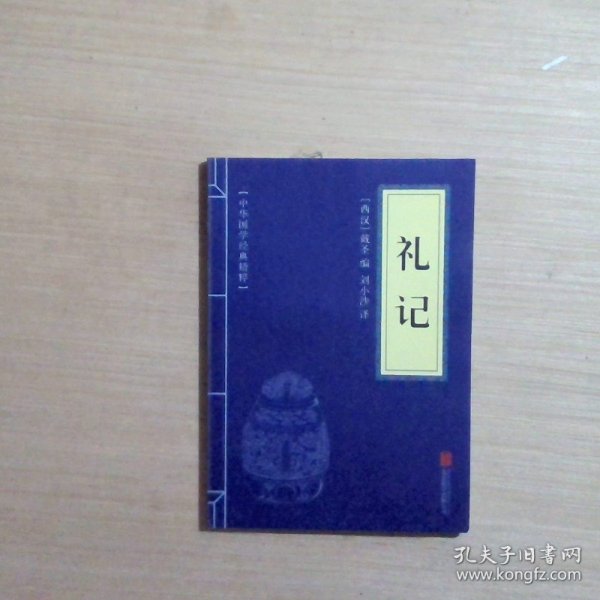 礼记
[西汉]戴圣 编 刘小沙 译
【中华国学经典精粹】
孔夫子旧书网
www.kongfz.com